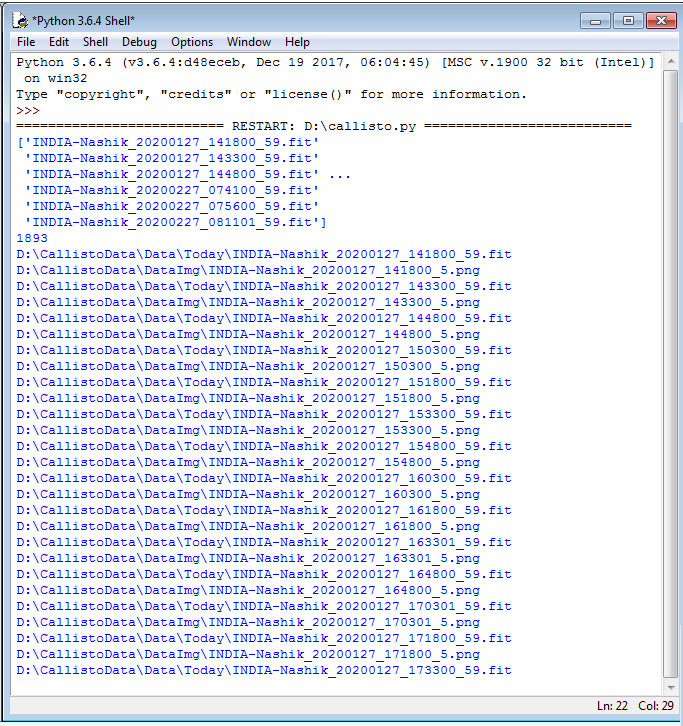 *Python 3.6.4 Shell*
File Edit Shell Debug Options Window Help
Python 3.6.4 (v3.6.4:d48eceb, Dec 19 2017, 06:04:45) [MSC v.1900 32 bit (Intel)]
 on win32
Type "copyright", "credits" or "license()" for more information.
>>>
========================== RESTART: D:\callisto.py ==========================
['INDIA-Nashik_20200127_141800_59.fit'
 'INDIA-Nashik_20200127_143300_59.fit'
 'INDIA-Nashik_20200127_144800_59.fit' ...
 'INDIA-Nashik_20200227_074100_59.fit'
 'INDIA-Nashik_20200227_075600_59.fit'
 'INDIA-Nashik_20200227_081101_59.fit']
1893
D:\CallistoData\Data\Today\INDIA-Nashik_20200127_141800_59.fit
D:\CallistoData\DataImg\INDIA-Nashik_20200127_141800_5.png
D:\CallistoData\Data\Today\INDIA-Nashik_20200127_143300_59.fit
D:\CallistoData\DataImg\INDIA-Nashik_20200127_143300_5.png
D:\CallistoData\Data\Today\INDIA-Nashik_20200127_144800_59.fit
D:\CallistoData\DataImg\INDIA-Nashik_20200127_144800_5.png
D:\CallistoData\Data\Today\INDIA-Nashik_20200127_150300_59.fit
D:\CallistoData\DataImg\INDIA-Nashik_20200127_150300_5.png
D:\CallistoData\Data\Today\INDIA-Nashik_20200127_151800_59.fit
D:\CallistoData\DataImg\INDIA-Nashik_20200127_151800_5.png
D:\CallistoData\Data\Today\INDIA-Nashik_20200127_153300_59.fit
D:\CallistoData\DataImg\INDIA-Nashik_20200127_153300_5.png
D:\CallistoData\Data\Today\INDIA-Nashik_20200127_154800_59.fit
D:\CallistoData\DataImg\INDIA-Nashik_20200127_154800_5.png
D:\CallistoData\Data\Today\INDIA-Nashik_20200127_160300_59.fit
D:\CallistoData\DataImg\INDIA-Nashik_20200127_160300_5.png
D:\CallistoData\Data\Today\INDIA-Nashik_20200127_161800_59.fit
D:\CallistoData\DataImg\INDIA-Nashik_20200127_161800_5.png
D:\CallistoData\Data\Today\INDIA-Nashik_20200127_163301_59.fit
D:\CallistoData\DataImg\INDIA-Nashik_20200127_163301_5.png
D:\CallistoData\Data\Today\INDIA-Nashik_20200127_164800_59.fit
D:\CallistoData\DataImg\INDIA-Nashik_20200127_164800_5.png
D:\CallistoData\Data\Today\INDIA-Nashik_20200127_170301_59.fit
D:\CallistoData\DataImg\INDIA-Nashik_20200127_170301_5.png
D:\CallistoData\Data\Today\INDIA-Nashik_20200127_171800_59.fit
D:\CallistoData\DataImg\INDIA-Nashik_20200127_171800_5.png
D:\CallistoData\Data\Today\INDIA-Nashik_20200127_173300_59.fit
Ln: 22 Col: 29